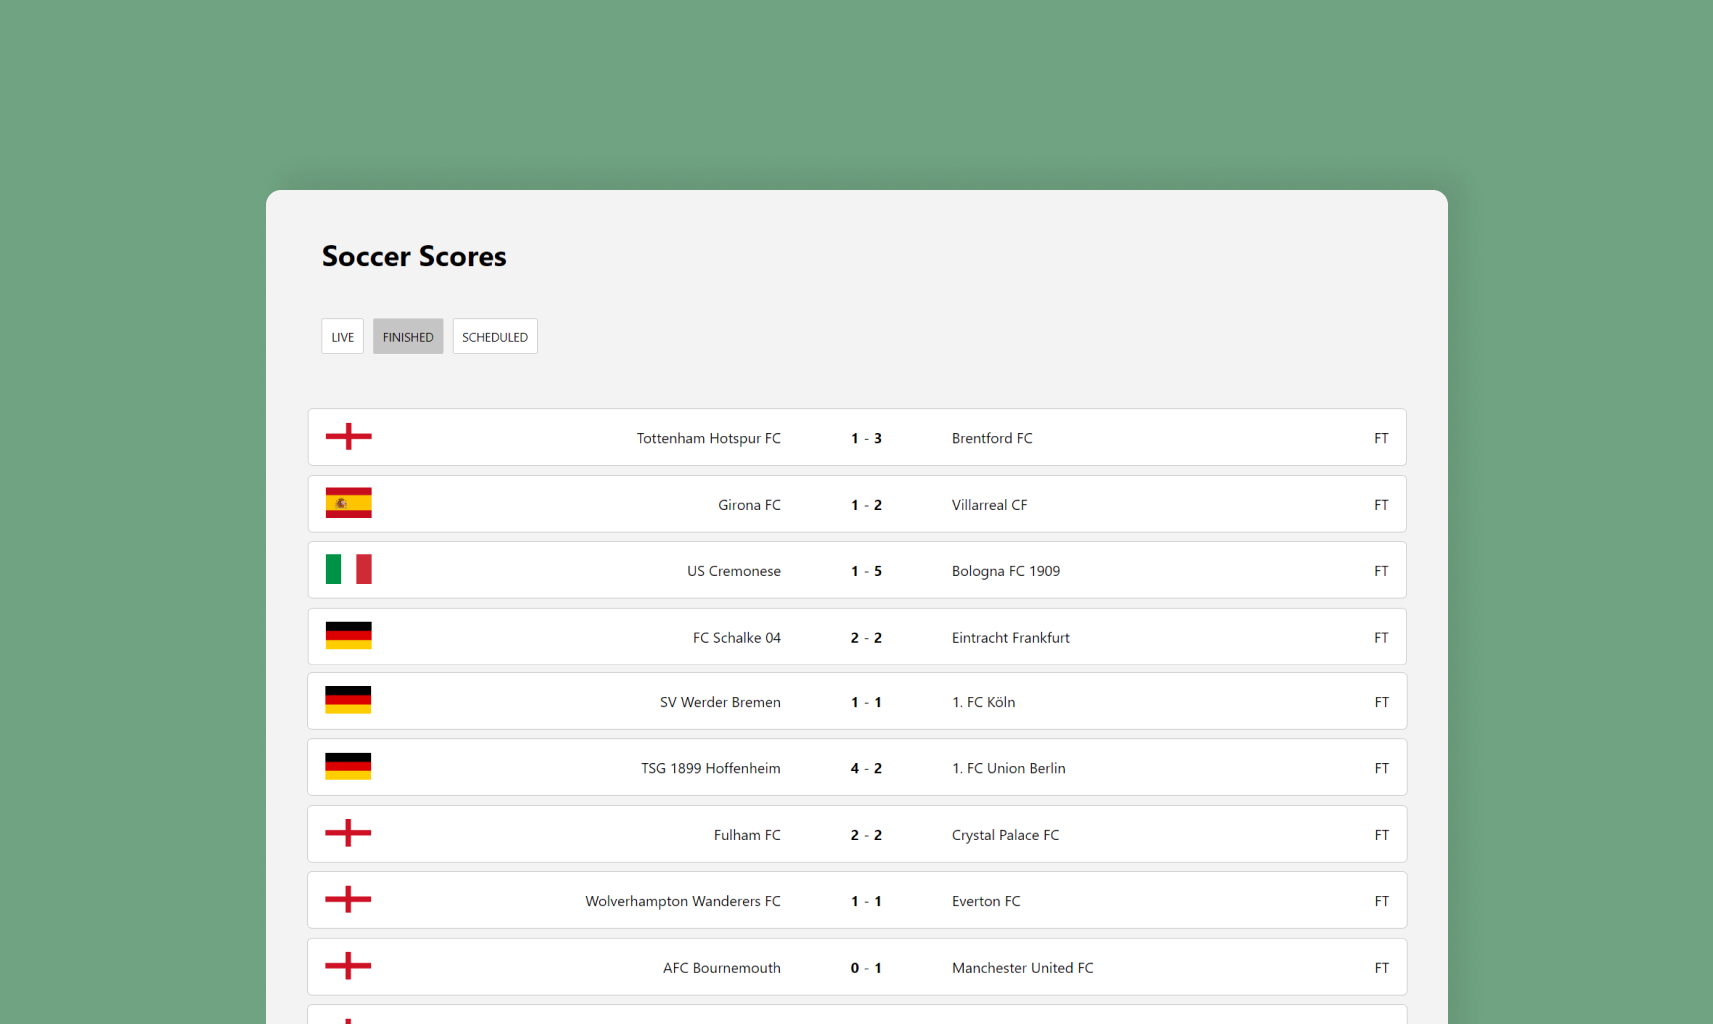 Soccer Scores
LIVE FINISHED SCHEDULED
Tottenham Hotspur FC 1 - 3 Brentford FC FT
Girona FC 1 - 2 Villarreal CF FT
US Cremonese 1 - 5 Bologna FC 1909 FT
FC Schalke 04 2 - 2 Eintracht Frankfurt FT
SV Werder Bremen 1 - 1 1. FC Köln FT
TSG 1899 Hoffenheim 4 - 2 1. FC Union Berlin FT
Fulham FC 2 - 2 Crystal Palace FC FT
Wolverhampton Wanderers FC 1 - 1 Everton FC FT
AFC Bournemouth 0 - 1 Manchester United FC FT